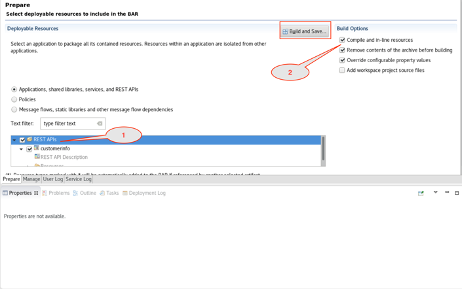 Prepare
Select deployable resources to include in the BAR
Deployable Resources
Build and Save...
Build Options
Select an application to package all its contained resources. Resources within an application are isolated from other
applications.
Compile and in-line resources
Remove contents of the archive before building
Override configurable property values
Add workspace project source files
2
Applications, shared libraries, services, and REST APIs
Policies
Message flows, static libraries and other message flow dependencies
Text filter:
type filter text
1
REST APIs
customerinfo
REST API Description
Prepare Manage User Log Service Log
Properties Problems Outline Tasks Deployment Log
Properties are not available.